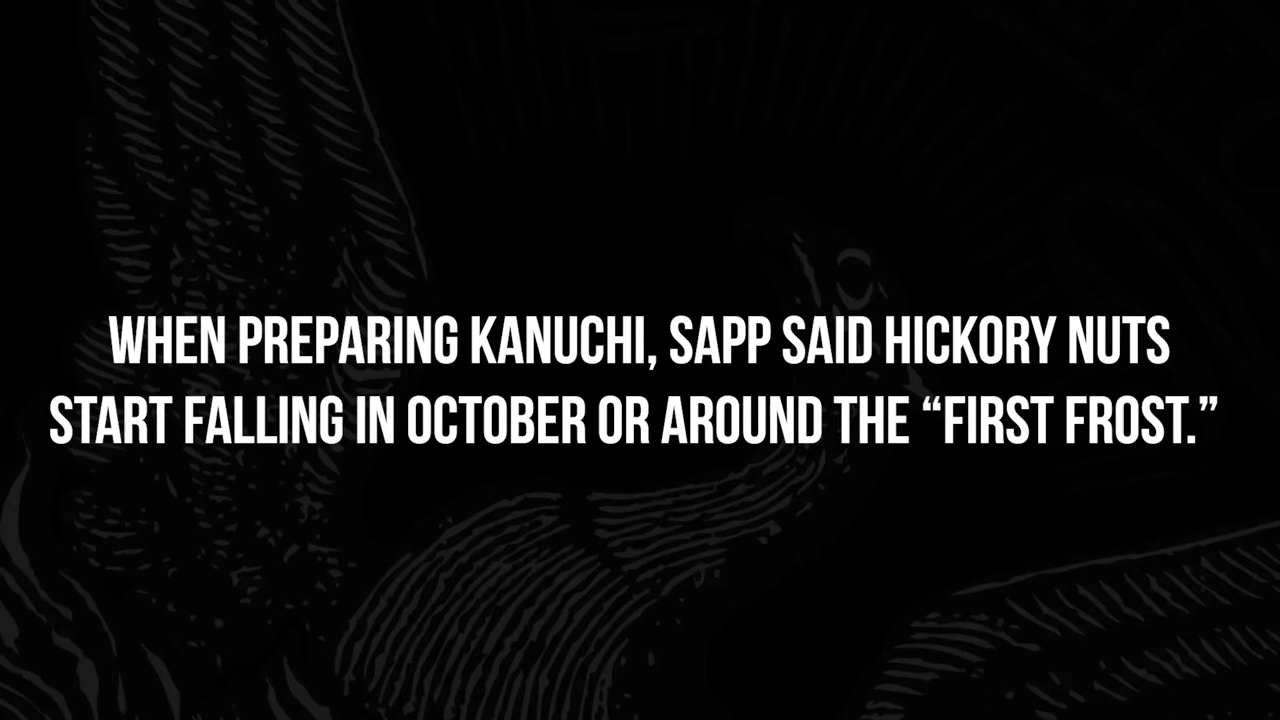 WHEN PREPARING KANUCHI, SAPP SAID HICKORY NUTS
START FALLING IN OCTOBER OR AROUND THE “FIRST FROST.”